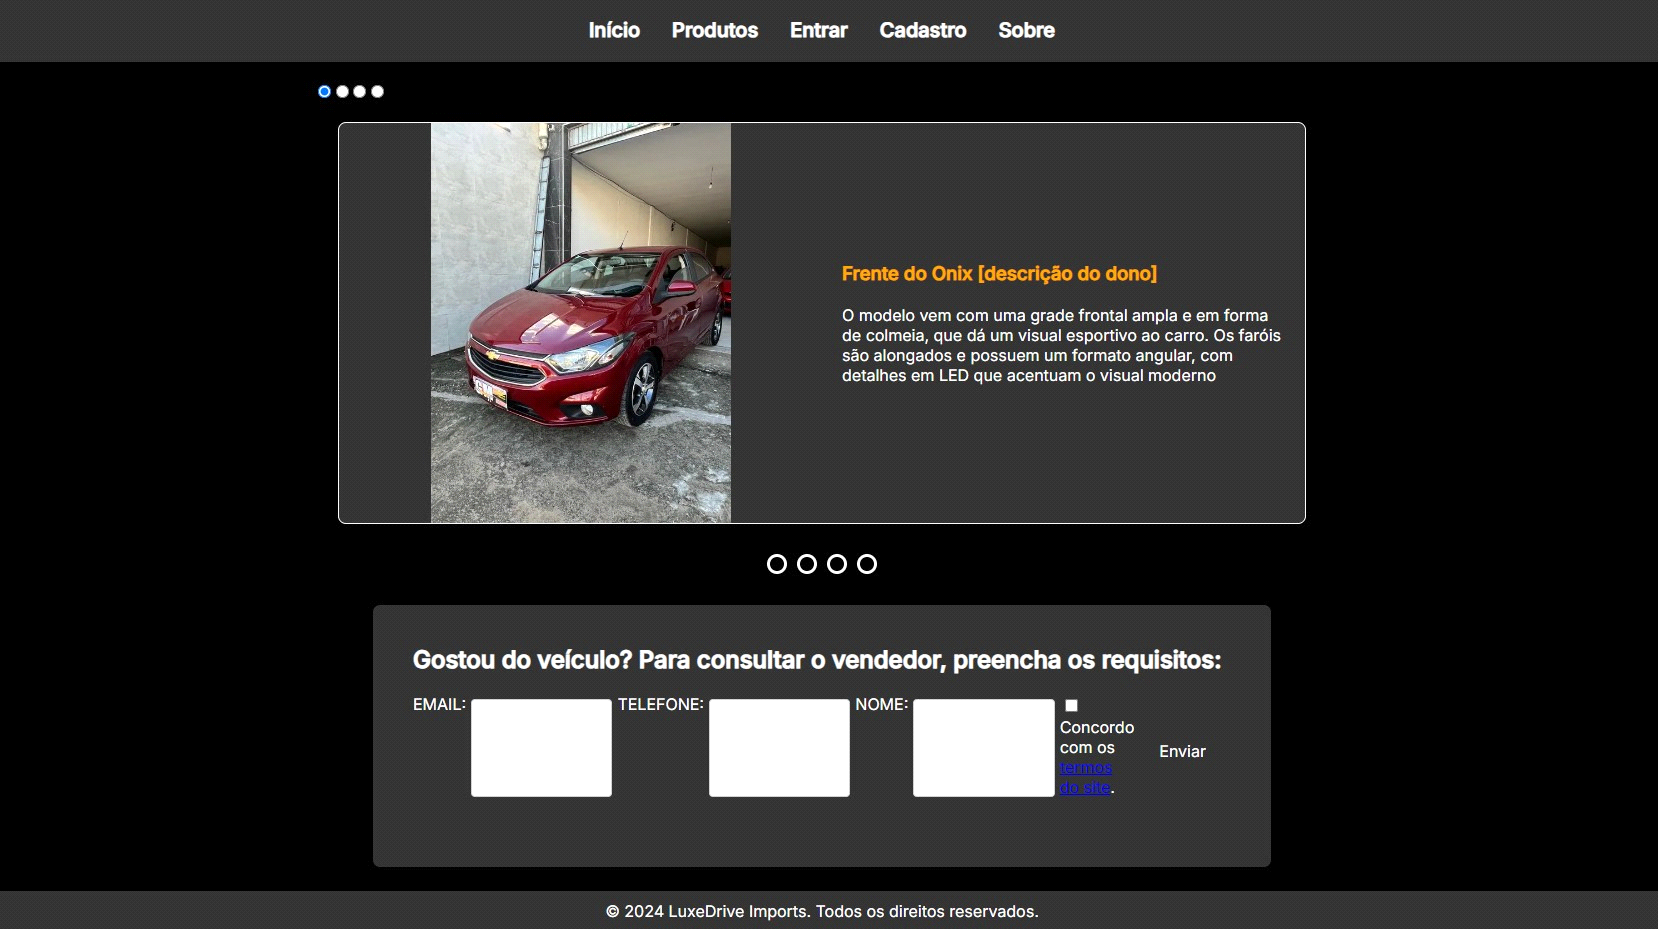 Início Produtos Entrar Cadastro Sobre
Frente do Onix [descrição do dono]
O modelo vem com uma grade frontal ampla e em forma
de colmeia, que dá um visual esportivo ao carro. Os faróis
são alongados e possuem um formato angular, com
detalhes em LED que acentuam o visual moderno
Gostou do veículo? Para consultar o vendedor, preencha os requisitos:
EMAIL: TELEFONE: NOME:
Concordo
com os
termos
do site.
Enviar
© 2024 LuxeDrive Imports. Todos os direitos reservados.